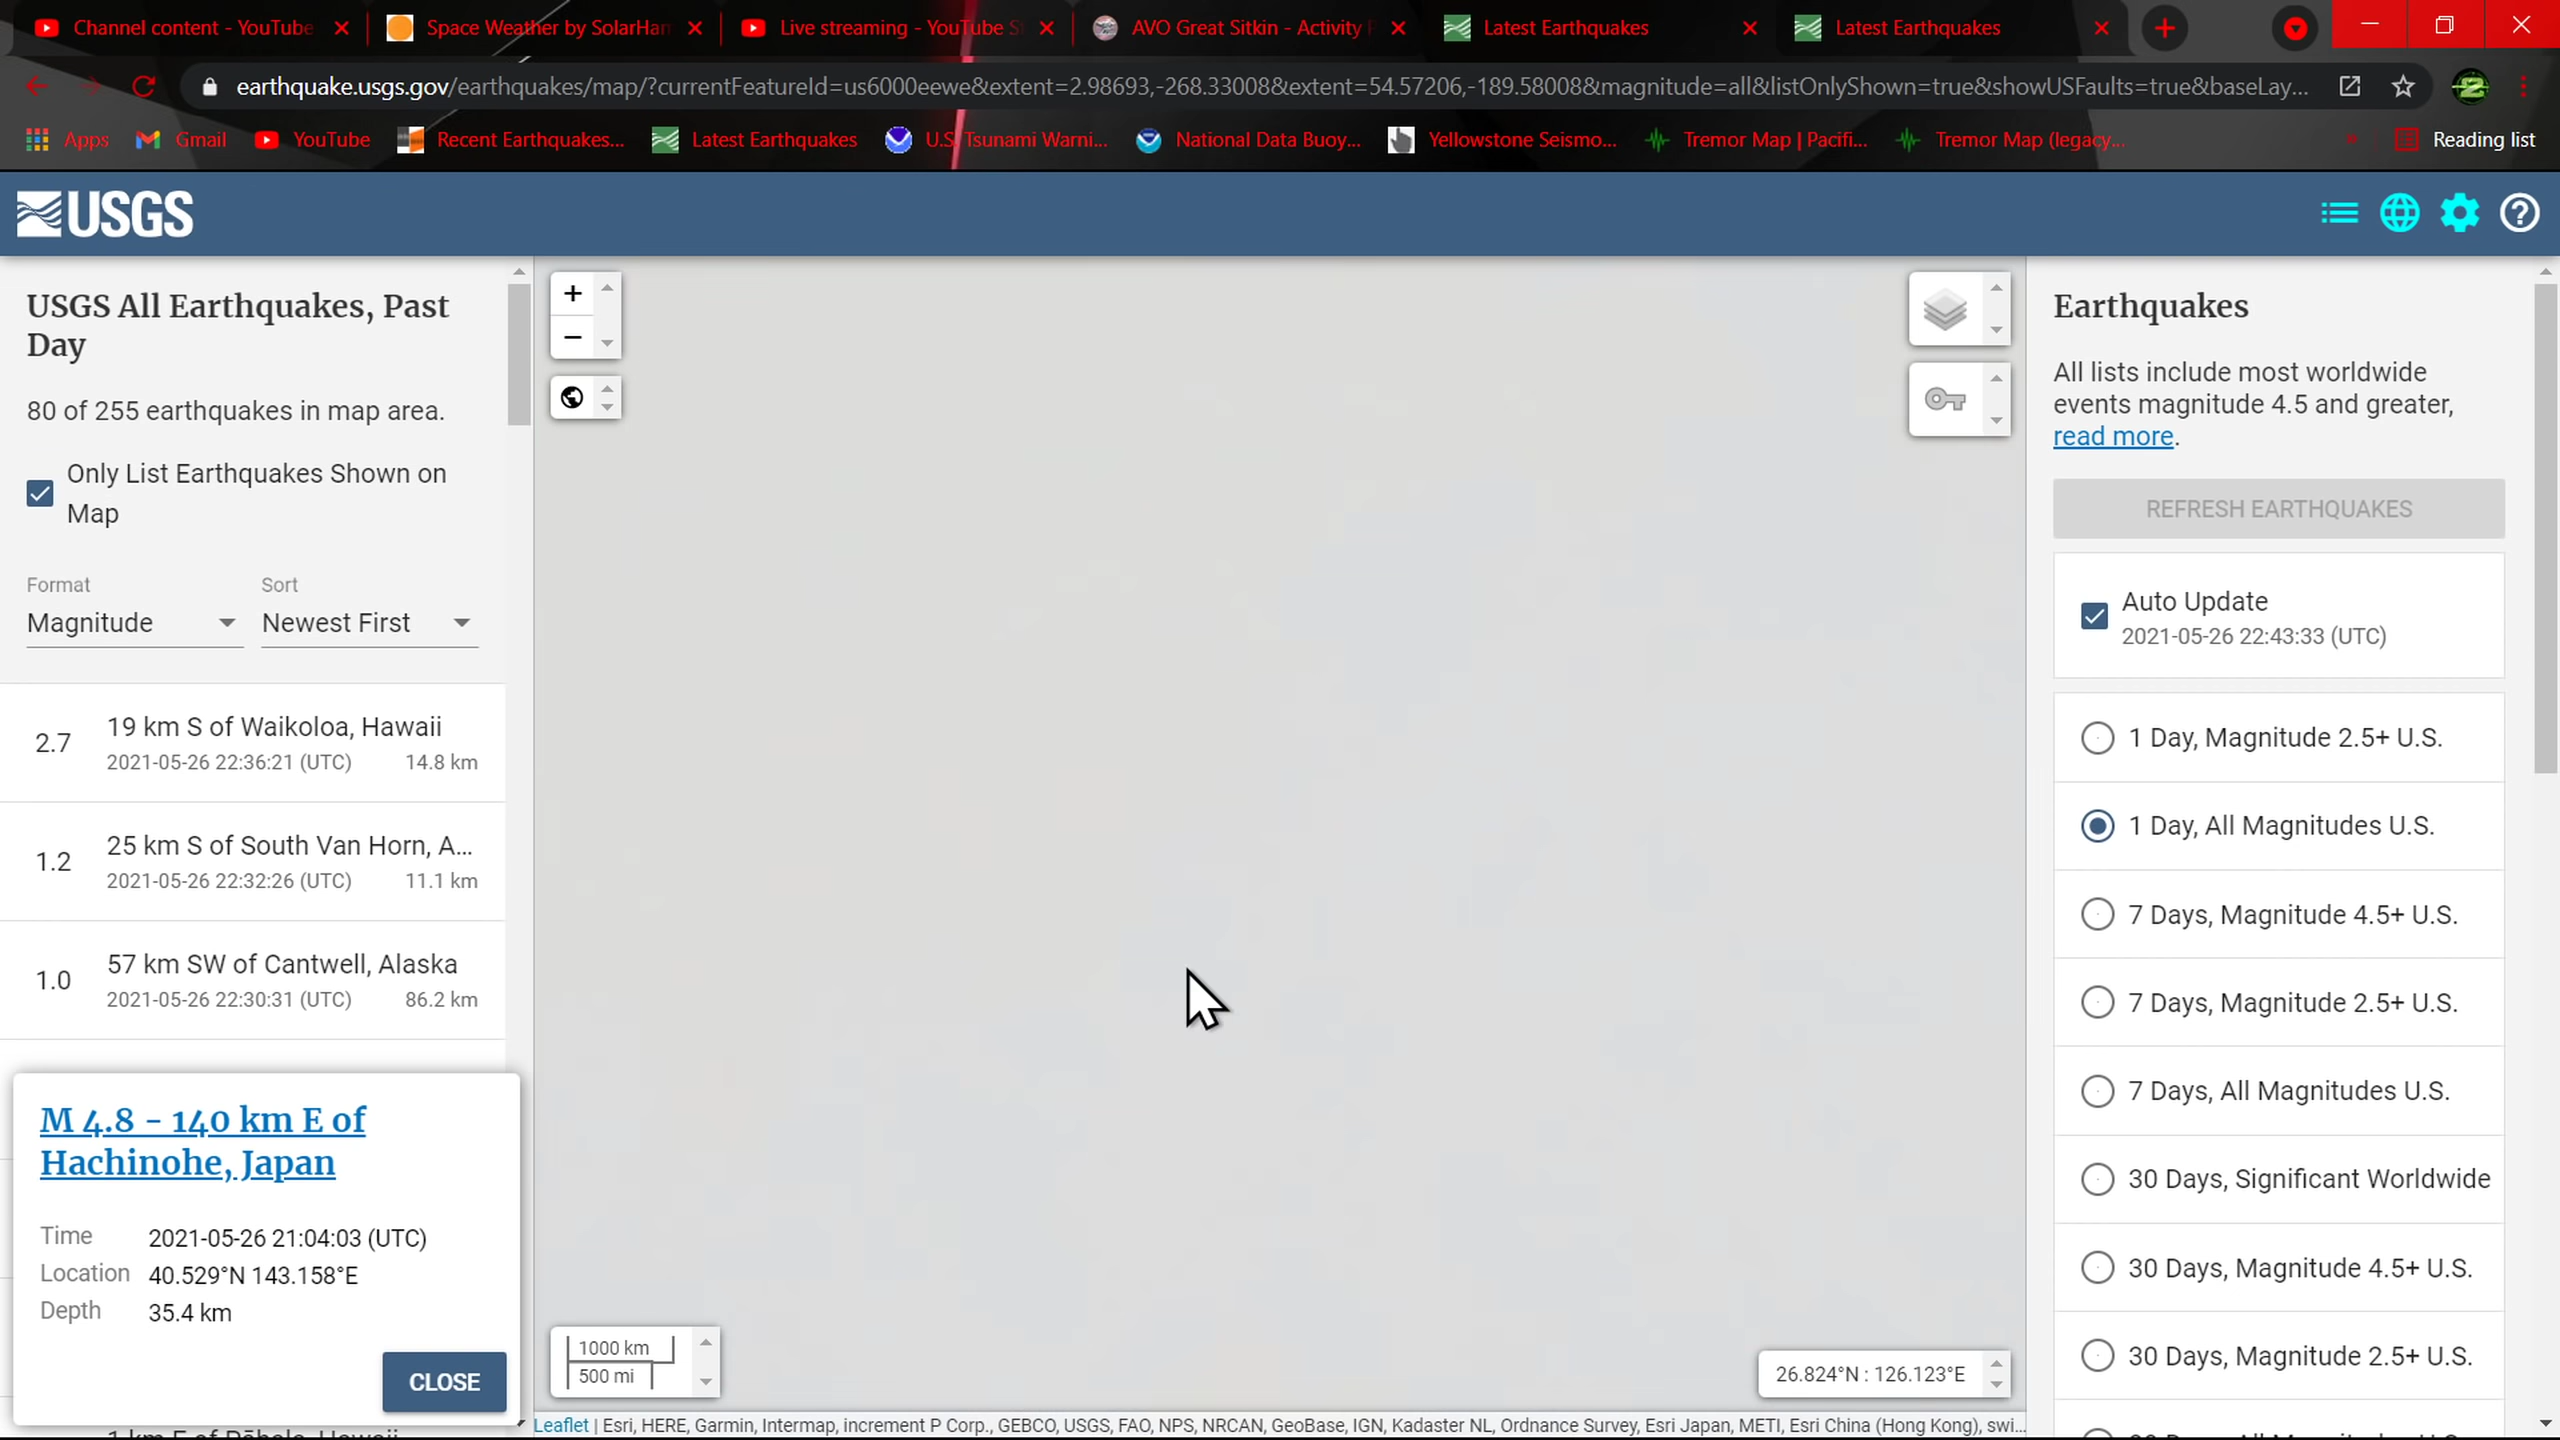 Channel content - YouTube
Space Weather by SolarHam
Live streaming - YouTube S
AVO Great Sitkin - Activity
Latest Earthquakes
Latest Earthquakes
earthquake.usgs.gov/earthquakes/map/?currentFeatureId=us6000eewe&extent=2.98693,-268.33008&extent=54.57206,-189.58008&magnitude=all&listOnlyShown=true&showUSFaults=true&baseLay...
Apps
Gmail
YouTube
Recent Earthquakes...
Latest Earthquakes
U.S. Tsunami Warni...
National Data Buoy...
Yellowstone Seismo...
Tremor Map | Pacifi...
Tremor Map (legacy...
Reading list
USGS
USGS All Earthquakes, Past
Day
80 of 255 earthquakes in map area.
Only List Earthquakes Shown on
Map
Format
Sort
Magnitude
Newest First
2.7
19 km S of Waikoloa, Hawaii
2021-05-26 22:36:21 (UTC) 14.8 km
1.2
25 km S of South Van Horn, A...
2021-05-26 22:32:26 (UTC) 11.1 km
1.0
57 km SW of Cantwell, Alaska
2021-05-26 22:30:31 (UTC) 86.2 km
M 4.8 - 140 km E of
Hachinohe, Japan
Time 2021-05-26 21:04:03 (UTC)
Location 40.529°N 143.158°E
Depth 35.4 km
CLOSE
1 km E of Pāhala, Hawaii
+
−
1000 km
500 mi
26.824°N : 126.123°E
Leaflet | Esri, HERE, Garmin, Intermap, increment P Corp., GEBCO, USGS, FAO, NPS, NRCAN, GeoBase, IGN, Kadaster NL, Ordnance Survey, Esri Japan, METI, Esri China (Hong Kong), swi...
Earthquakes
All lists include most worldwide
events magnitude 4.5 and greater,
read more.
REFRESH EARTHQUAKES
Auto Update
2021-05-26 22:43:33 (UTC)
1 Day, Magnitude 2.5+ U.S.
1 Day, All Magnitudes U.S.
7 Days, Magnitude 4.5+ U.S.
7 Days, Magnitude 2.5+ U.S.
7 Days, All Magnitudes U.S.
30 Days, Significant Worldwide
30 Days, Magnitude 4.5+ U.S.
30 Days, Magnitude 2.5+ U.S.